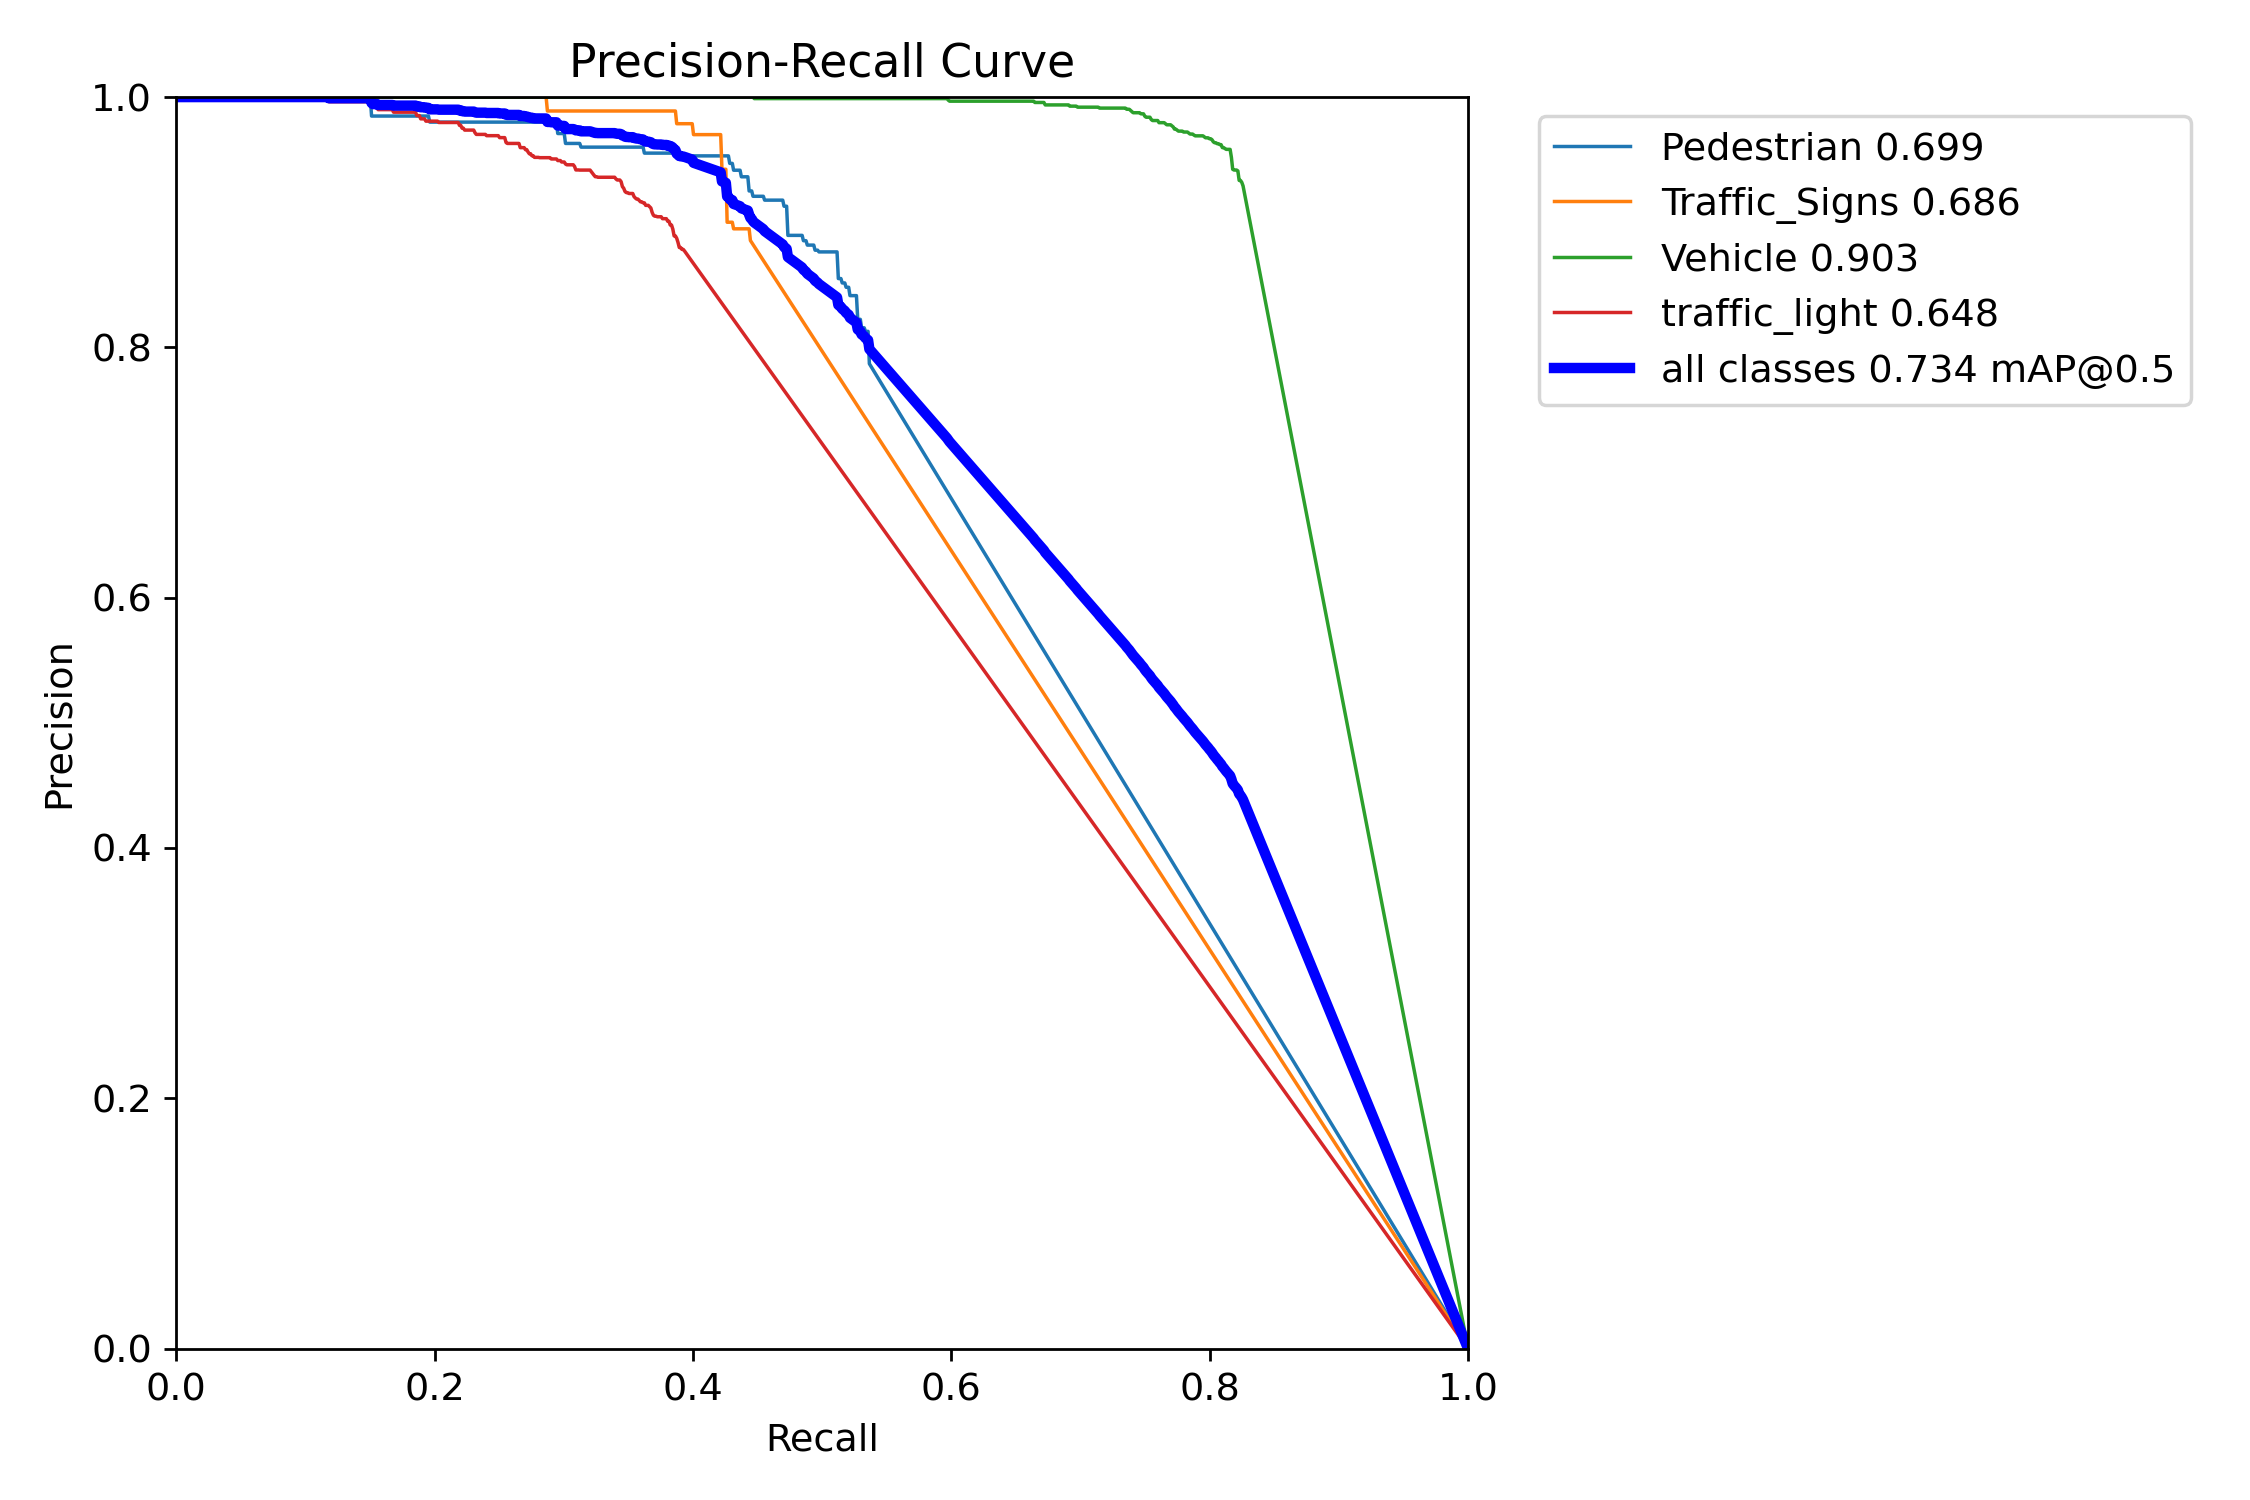 Precision-Recall Curve
1.0
0.8
0.6
0.4
0.2
0.0
Precision
0.0 0.2 0.4 0.6 0.8 1.0
Recall
Pedestrian 0.699
Traffic_Signs 0.686
Vehicle 0.903
traffic_light 0.648
all classes 0.734 mAP@0.5